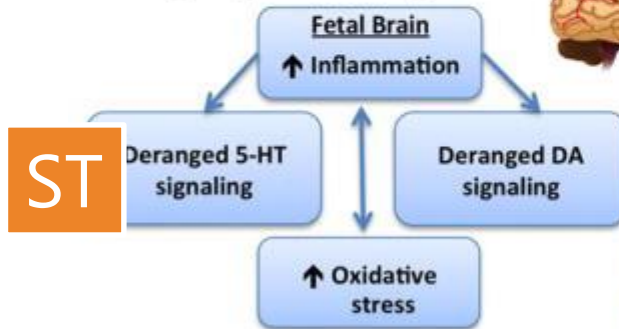 Fetal Brain
↑ Inflammation
ST
Deranged 5-HT
signaling
Deranged DA
signaling
↑ Oxidative
stress